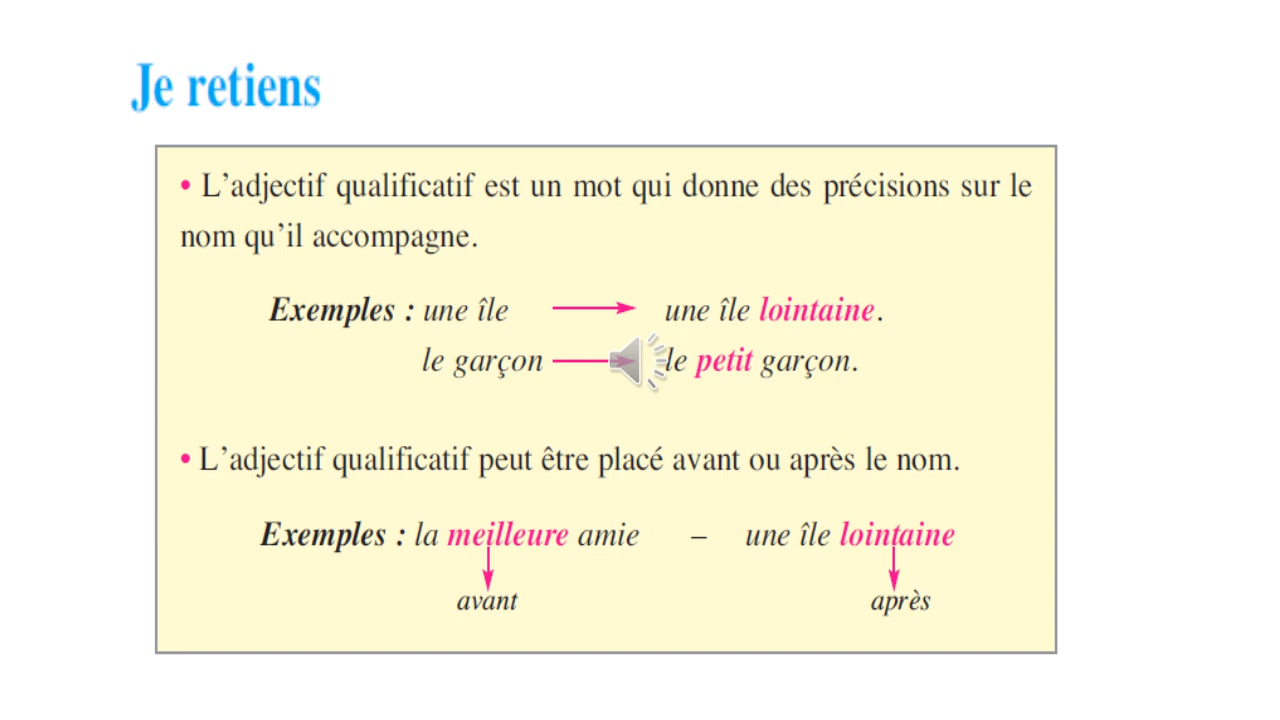 Je retiens
• L’adjectif qualificatif est un mot qui donne des précisions sur le
nom qu’il accompagne.
Exemples : une île une île lointaine.
le garçon le petit garçon.
• L’adjectif qualificatif peut être placé avant ou après le nom.
Exemples : la meilleure amie – une île lointaine
avant après